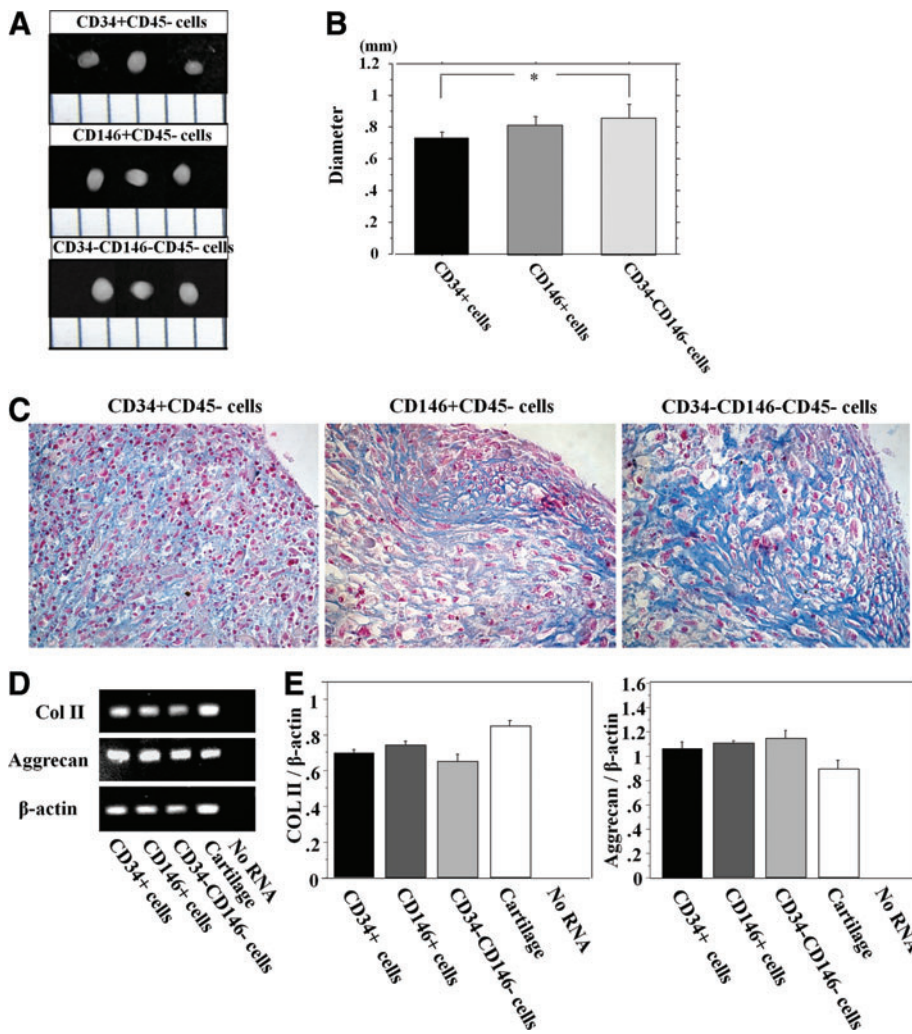 A
CD34+CD45- cells
CD146+CD45- cells
CD34-CD146-CD45- cells
B
(mm)
1.2
1
.8
.6
.4
.2
0
Diameter
*
CD34+ cells
CD146+ cells
CD34-CD146- cells
C
CD34+CD45- cells
CD146+CD45- cells
CD34-CD146-CD45- cells
D
Col II
Aggrecan
β-actin
CD34+ cells
CD146+ cells
CD34-CD146- cells
Cartilage
No RNA
E
COL II / β-actin
1
.8
.6
.4
.2
0
CD34+ cells
CD146+ cells
CD34-CD146- cells
Cartilage
No RNA
Aggrecan / β-actin
1.6
1.4
1.2
1
.8
.6
.4
.2
0
CD34+ cells
CD146+ cells
CD34-CD146- cells
Cartilage
No RNA